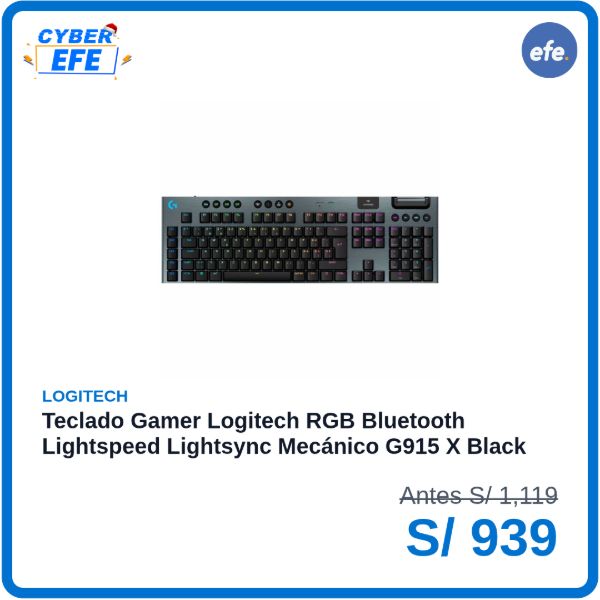 CYBER
EFE
efe.
LOGITECH
Teclado Gamer Logitech RGB Bluetooth
Lightspeed Lightsync Mecánico G915 X Black
Antes S/ 1,119
S/ 939